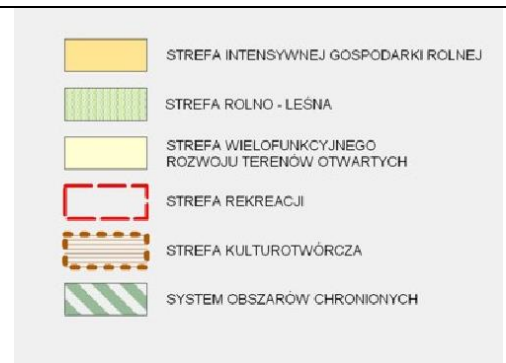 STREFA INTENSYWNEJ GOSPODARKI ROLNEJ
STREFA ROLNO - LEŚNA
STREFA WIELOFUNKCYJNEGO
ROZWOJU TERENÓW OTWARTYCH
STREFA REKREACJI
STREFA KULTUROTWÓRCZA
SYSTEM OBSZARÓW CHRONIONYCH